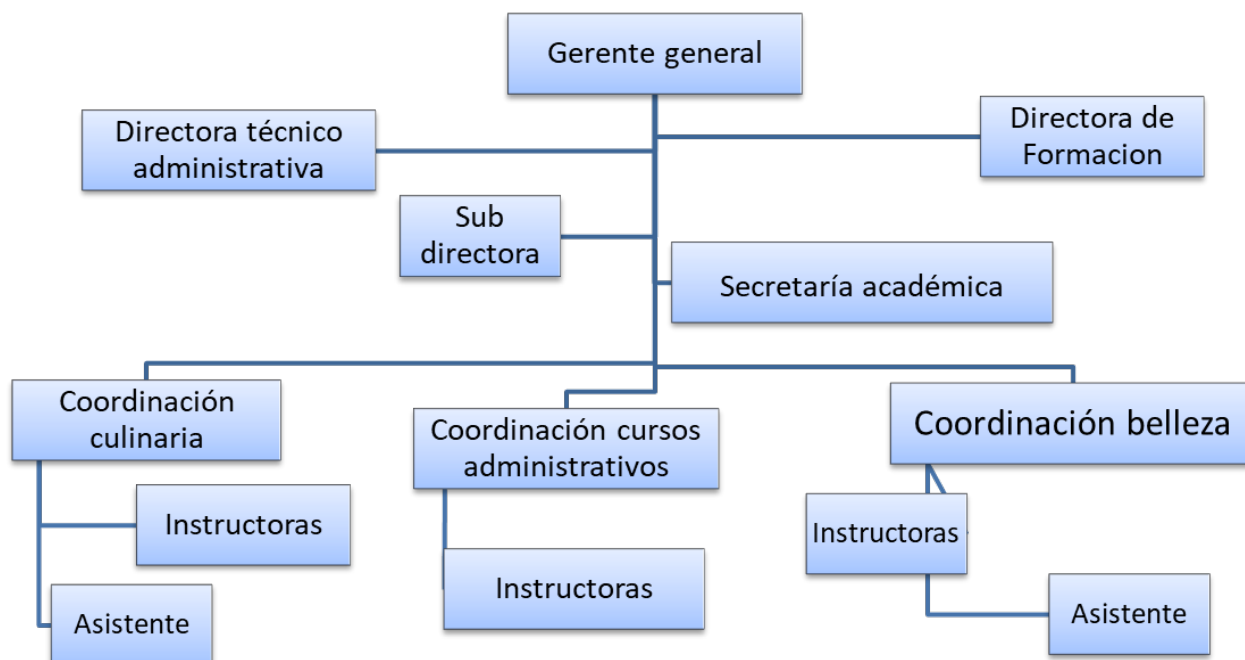 Gerente general
Directora técnico
administrativa
Directora de
Formacion
Sub
directora
Secretaría académica
Coordinación
culinaria
Coordinación cursos
administrativos
Coordinación belleza
Instructoras
Instructoras
Instructoras
Asistente
Asistente